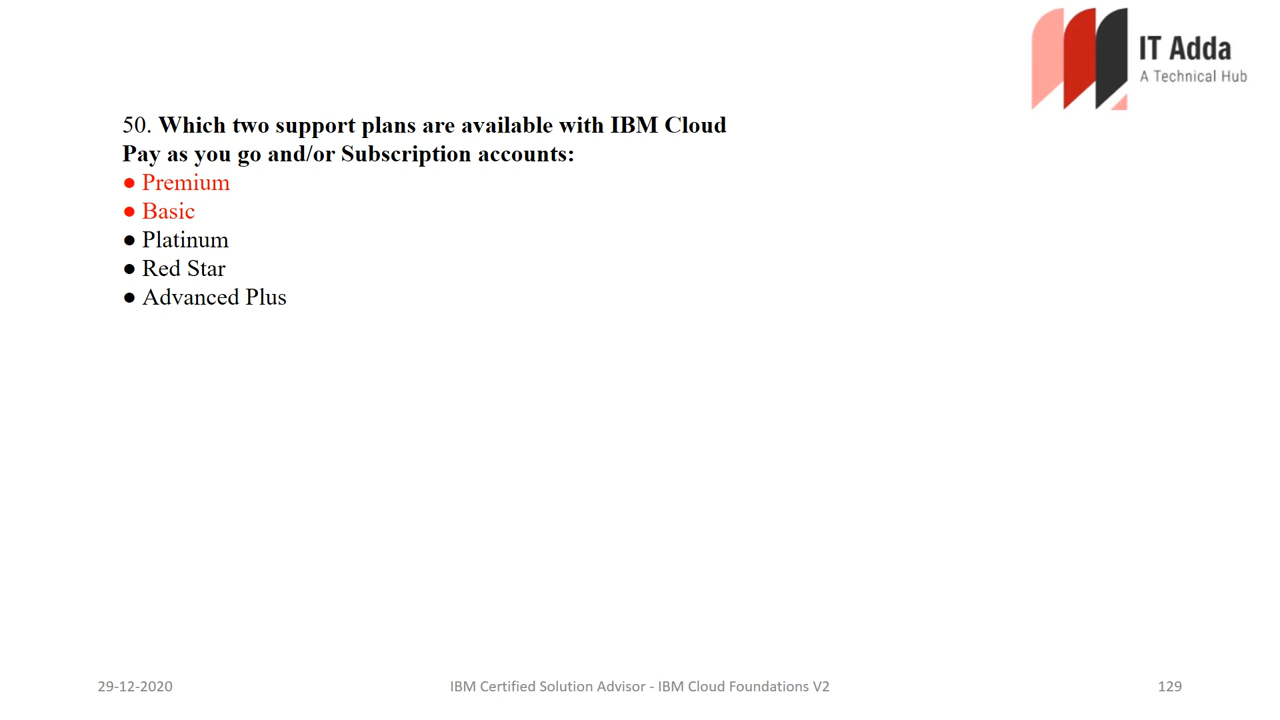 IT Adda
A Technical Hub
50. Which two support plans are available with IBM Cloud
Pay as you go and/or Subscription accounts:
● Premium
● Basic
● Platinum
● Red Star
● Advanced Plus
29-12-2020
IBM Certified Solution Advisor - IBM Cloud Foundations V2
129